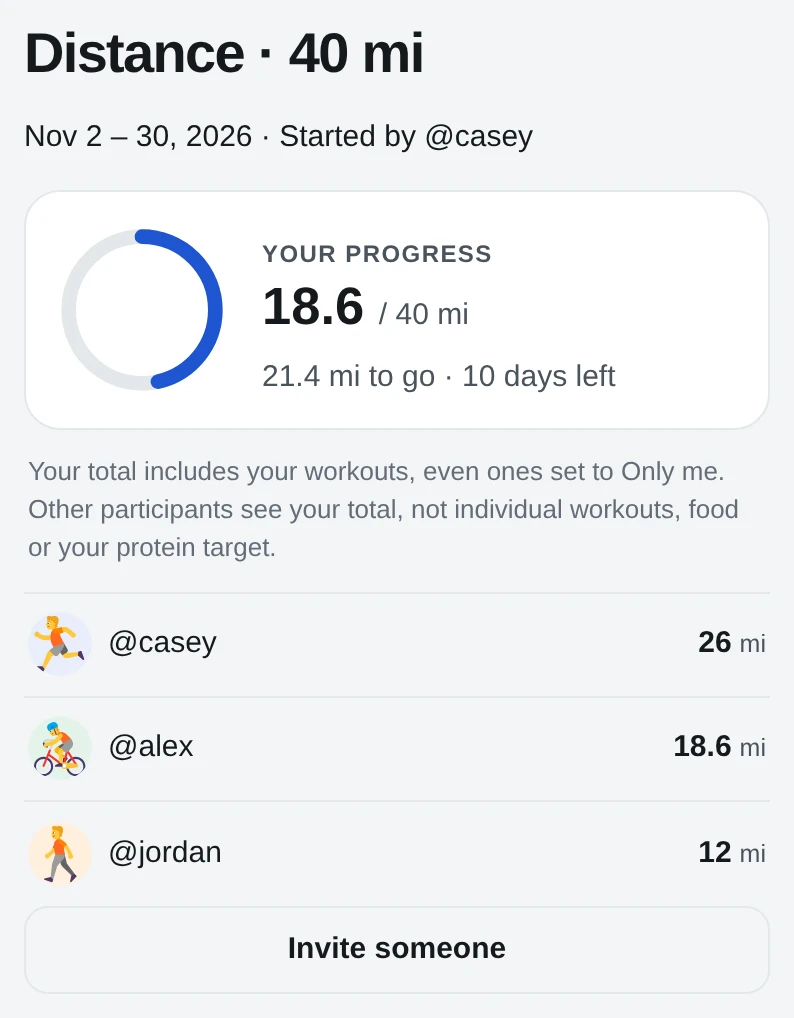 Distance · 40 mi
Nov 2 – 30, 2026 · Started by @casey
YOUR PROGRESS
18.6 / 40 mi
21.4 mi to go · 10 days left
Your total includes your workouts, even ones set to Only me.
Other participants see your total, not individual workouts, food
or your protein target.
@casey 26 mi
@alex 18.6 mi
@jordan 12 mi
Invite someone